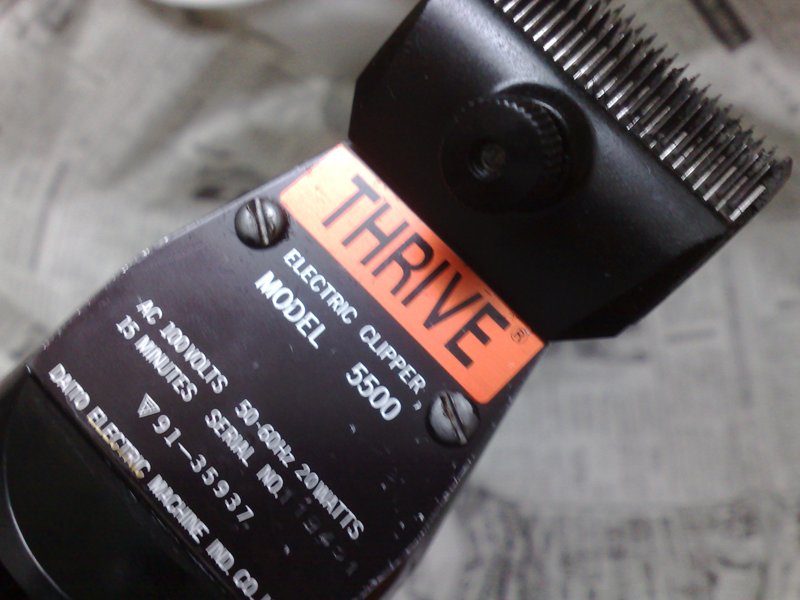 THRIVE®
ELECTRIC CLIPPER,
MODEL 5500
AC 100VOLTS 50-60Hz 20WATTS
15 MINUTES SERIAL NO.
▽91-35937
DAITO ELECTRIC MACHINE IND. CO.